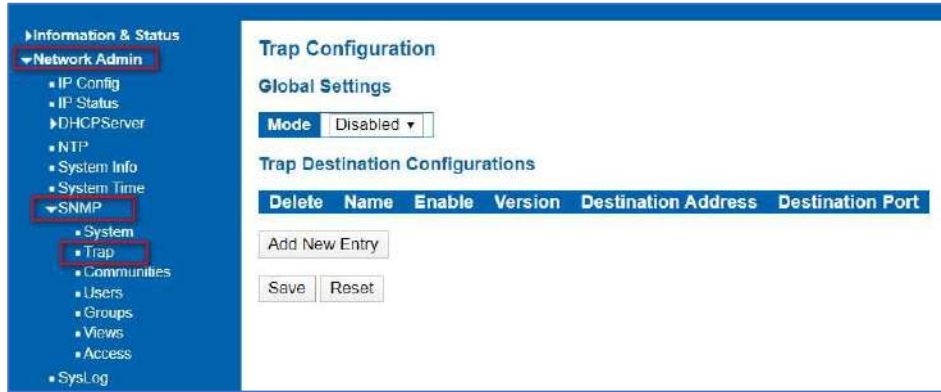 Information & Status
Network Admin
IP Config
IP Status
DHCPServer
NTP
System Info
System Time
SNMP
System
Trap
Communities
Users
Groups
Views
Access
SysLog
Trap Configuration
Global Settings
Mode Disabled
Trap Destination Configurations
Delete Name Enable Version Destination Address Destination Port
Add New Entry
Save Reset